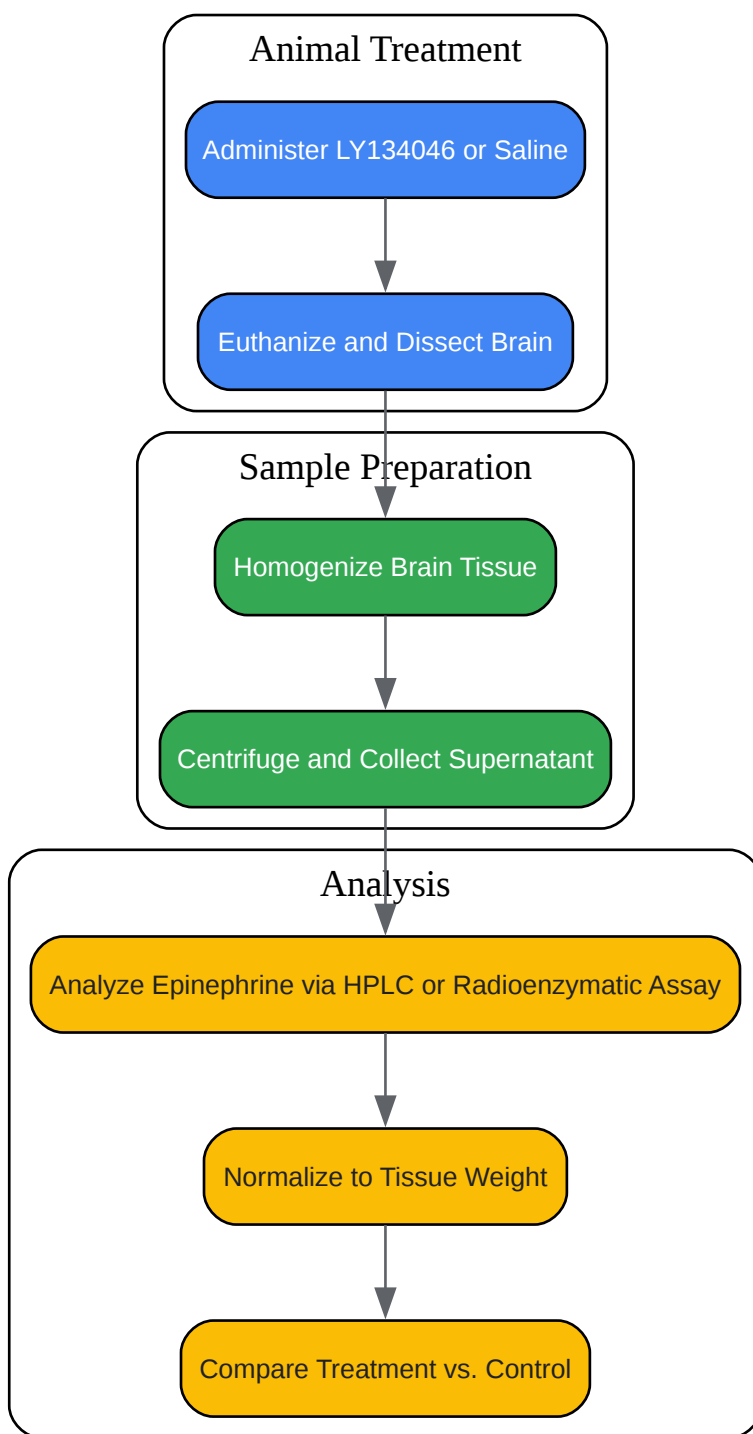 Animal Treatment
Administer LY134046 or Saline
Euthanize and Dissect Brain
Sample Preparation
Homogenize Brain Tissue
Centrifuge and Collect Supernatant
Analysis
Analyze Epinephrine via HPLC or Radioenzymatic Assay
Normalize to Tissue Weight
Compare Treatment vs. Control